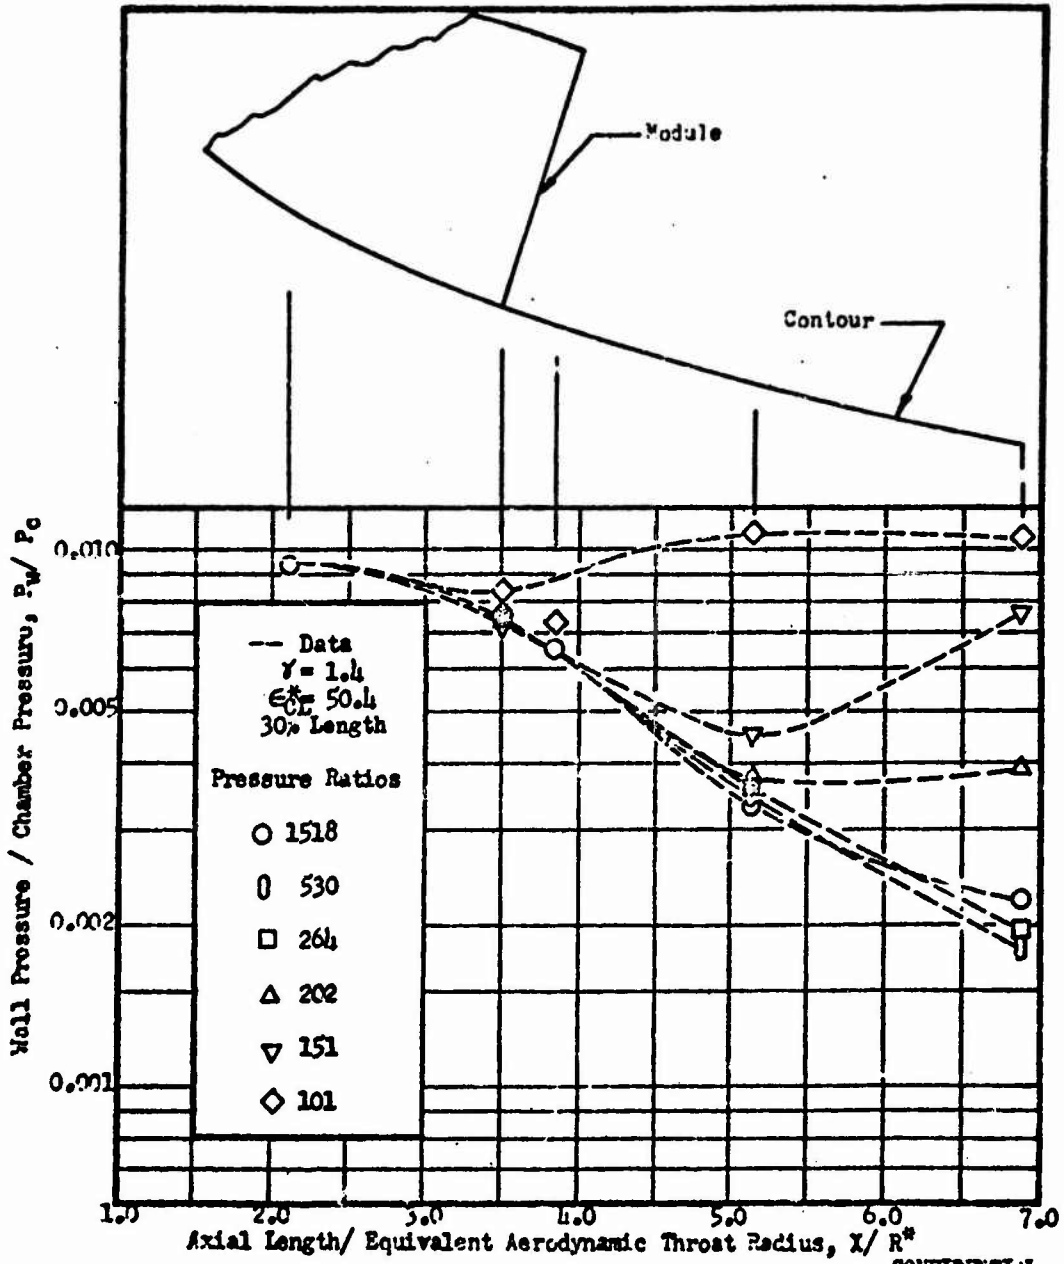 Module
Contour
Wall Pressure / Chamber Pressure, Pw/ Pc
0.010
0.005
0.002
0.001
--- Data
γ = 1.4
ϵ*CL = 50.4
30% Length
Pressure Ratios
1518
530
264
202
151
101
1.0 2.0 3.0 4.0 5.0 6.0 7.0
Axial Length/ Equivalent Aerodynamic Throat Radius, X/ R*